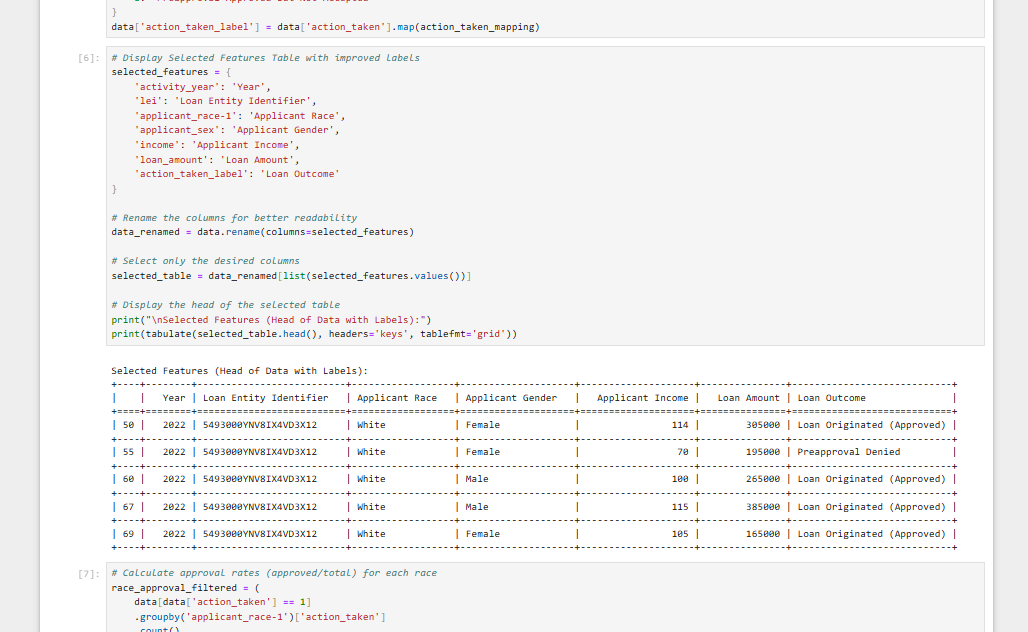 }
data['action_taken_label'] = data['action_taken'].map(action_taken_mapping)
[6]: # Display Selected Features Table with improved labels
selected_features = {
    'activity_year': 'Year',
    'lei': 'Loan Entity Identifier',
    'applicant_race-1': 'Applicant Race',
    'applicant_sex': 'Applicant Gender',
    'income': 'Applicant Income',
    'loan_amount': 'Loan Amount',
    'action_taken_label': 'Loan Outcome'
}
# Rename the columns for better readability
data_renamed = data.rename(columns=selected_features)
# Select only the desired columns
selected_table = data_renamed[list(selected_features.values())]
# Display the head of the selected table
print("\nSelected Features (Head of Data with Labels):")
print(tabulate(selected_table.head(), headers='keys', tablefmt='grid'))
Selected Features (Head of Data with Labels):
+----+--------+--------------------------+------------------+--------------------+--------------------+---------------+----------------------------+
|    |   Year | Loan Entity Identifier   | Applicant Race   | Applicant Gender   |   Applicant Income |   Loan Amount | Loan Outcome               |
+====+========+==========================+==================+====================+====================+===============+============================+
| 50 |   2022 | 5493000YNV8IX4VD3X12     | White            | Female             |                114 |        305000 | Loan Originated (Approved) |
+----+--------+--------------------------+------------------+--------------------+--------------------+---------------+----------------------------+
| 55 |   2022 | 5493000YNV8IX4VD3X12     | White            | Female             |                 70 |        195000 | Preapproval Denied         |
+----+--------+--------------------------+------------------+--------------------+--------------------+---------------+----------------------------+
| 60 |   2022 | 5493000YNV8IX4VD3X12     | White            | Male               |                100 |        265000 | Loan Originated (Approved) |
+----+--------+--------------------------+------------------+--------------------+--------------------+---------------+----------------------------+
| 67 |   2022 | 5493000YNV8IX4VD3X12     | White            | Male               |                115 |        385000 | Loan Originated (Approved) |
+----+--------+--------------------------+------------------+--------------------+--------------------+---------------+----------------------------+
| 69 |   2022 | 5493000YNV8IX4VD3X12     | White            | Female             |                105 |        165000 | Loan Originated (Approved) |
+----+--------+--------------------------+------------------+--------------------+--------------------+---------------+----------------------------+
[7]: # Calculate approval rates (approved/total) for each race
race_approval_filtered = (
    data[data['action_taken'] == 1]
    .groupby('applicant_race-1')['action_taken']
    .count()